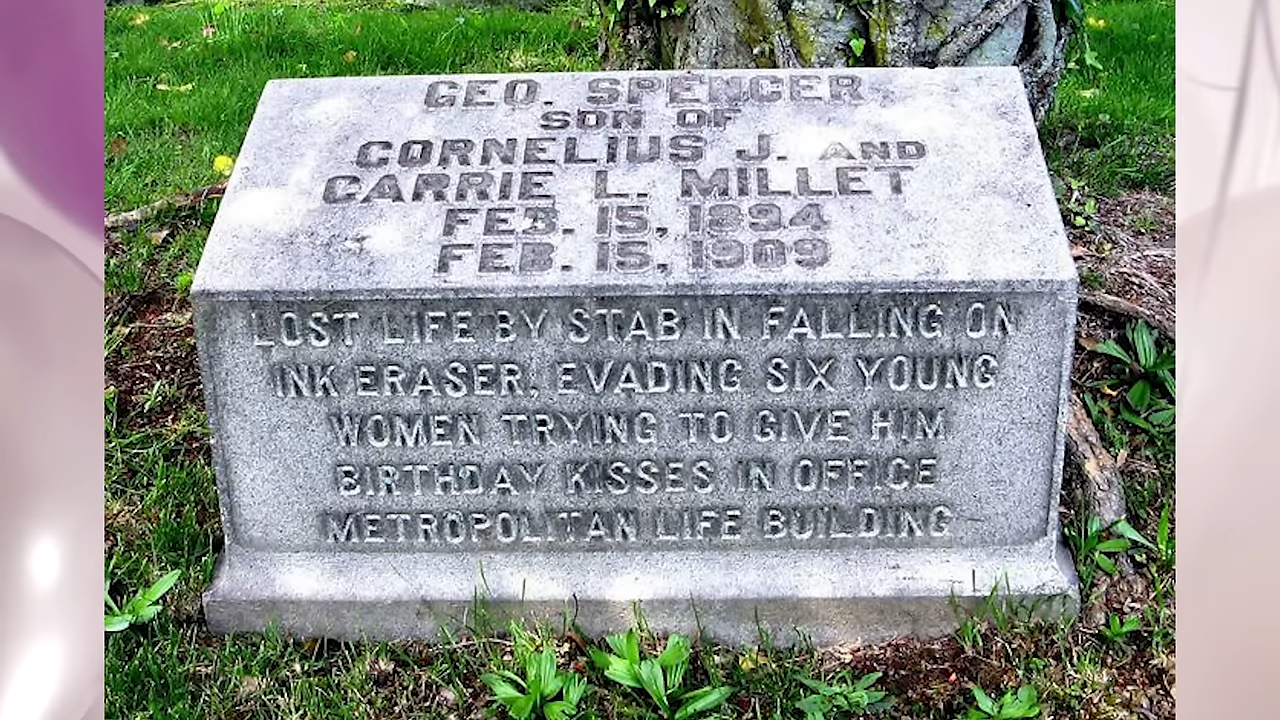 GEO. SPENCER
SON OF
CORNELIUS J. AND
CARRIE L. MILLET
FEB. 15, 1894
FEB. 15, 1909
LOST LIFE BY STAB IN FALLING ON
INK ERASER, EVADING SIX YOUNG
WOMEN TRYING TO GIVE HIM
BIRTHDAY KISSES IN OFFICE
METROPOLITAN LIFE BUILDING